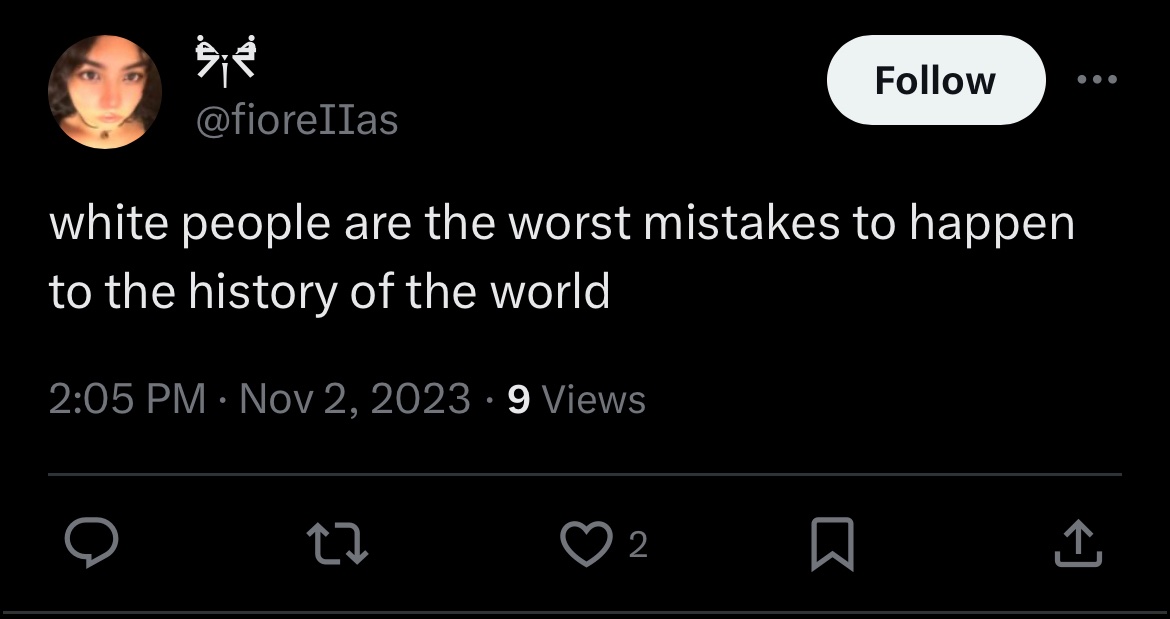 @fioreIIas
Follow
white people are the worst mistakes to happen
to the history of the world
2:05 PM · Nov 2, 2023 · 9 Views
2